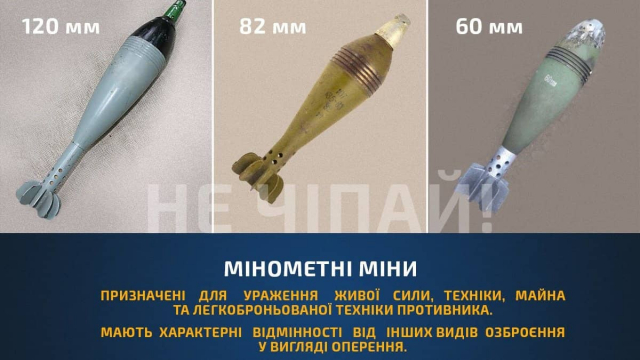 120 мм
82 мм
60 мм
НЕ ЧІПАЙ!
МІНОМЕТНІ МІНИ
ПРИЗНАЧЕНІ ДЛЯ УРАЖЕННЯ ЖИВОЇ СИЛИ, ТЕХНІКИ, МАЙНА
ТА ЛЕГКОБРОНЬОВАНОЇ ТЕХНІКИ ПРОТИВНИКА.
МАЮТЬ ХАРАКТЕРНІ ВІДМІННОСТІ ВІД ІНШИХ ВИДІВ ОЗБРОЄННЯ
У ВИГЛЯДІ ОПЕРЕННЯ.